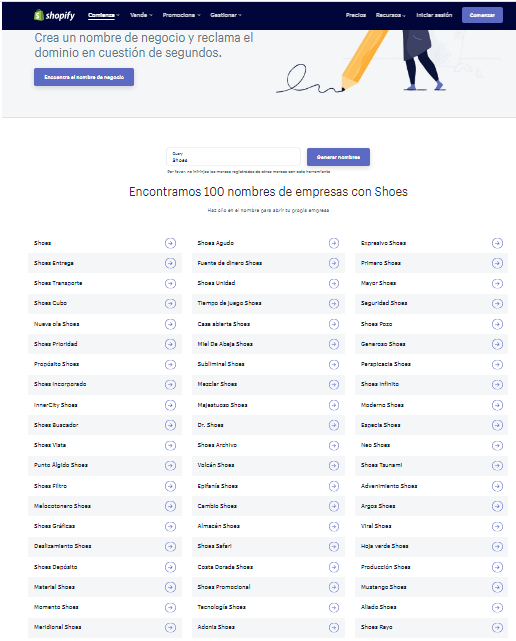 shopify
Comienza Vende Promociona Gestionar Precios Recursos Iniciar sesión Comenzar
Crea un nombre de negocio y reclama el
dominio en cuestión de segundos.
Encuentra el nombre de negocio
Query
Shoes
Generar nombres
Por favor, no infrinjas las marcas registradas de otras marcas con esta herramienta
Encontramos 100 nombres de empresas con Shoes
Haz clic en el nombre para abrir tu propia empresa
Shoes Shoes Agudo Expresivo Shoes
Shoes Entrega Fuente de dinero Shoes Primero Shoes
Shoes Transporte Shoes Unidad Mayor Shoes
Shoes Cubo Tiempo de juego Shoes Seguridad Shoes
Nueva ola Shoes Casa abierta Shoes Shoes Pozo
Shoes Prioridad Miel De Abeja Shoes Generoso Shoes
Propósito Shoes Subliminal Shoes Perspicacia Shoes
Shoes Incorporado Mezclar Shoes Shoes Infinito
InnerCity Shoes Majestuoso Shoes Moderno Shoes
Shoes Buscador Dr. Shoes Especia Shoes
Shoes Vista Shoes Archivo Neo Shoes
Punto Álgido Shoes Volcán Shoes Shoes Tsunami
Shoes Filtro Epifanía Shoes Advenimiento Shoes
Melocotonero Shoes Cambio Shoes Argos Shoes
Shoes Gráficas Almacén Shoes Viral Shoes
Deslizamiento Shoes Shoes Safari Hoja verde Shoes
Shoes Depósito Costa Dorada Shoes Producción Shoes
Material Shoes Shoes Promocional Mustango Shoes
Momento Shoes Tecnología Shoes Aliado Shoes
Meridional Shoes Adonis Shoes Shoes Rayo